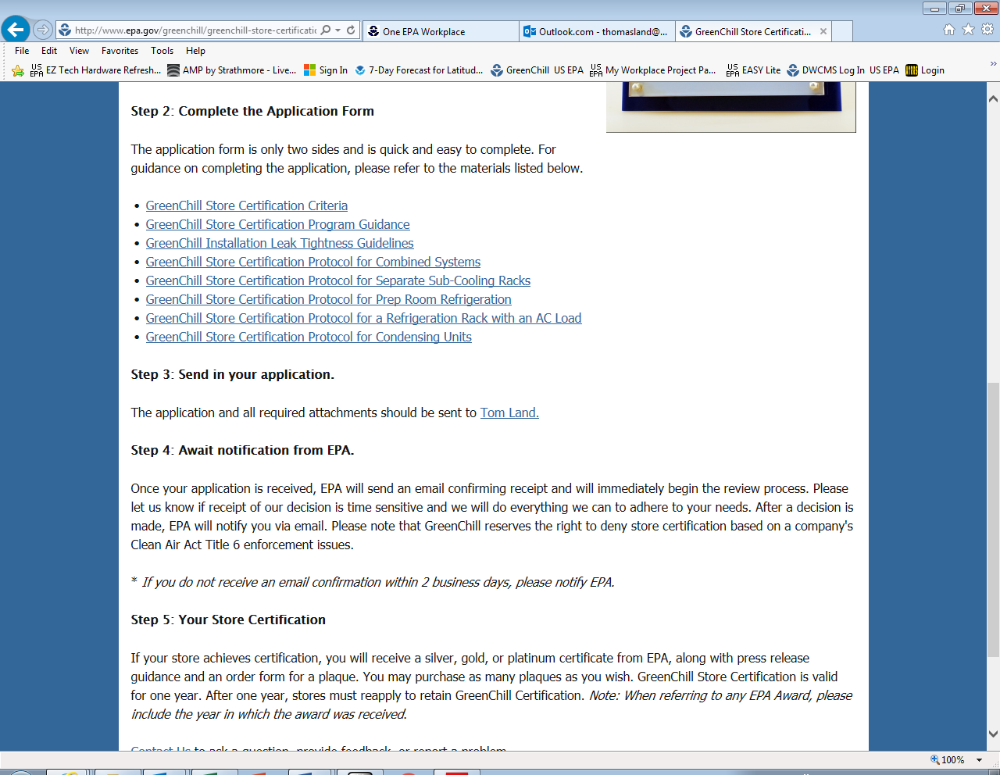 http://www.epa.gov/greenchill/greenchill-store-certificatic
One EPA Workplace
Outlook.com - thomasland@...
GreenChill Store Certificati...
File Edit View Favorites Tools Help
US EPA EZ Tech Hardware Refresh...
AMP by Strathmore - Live...
Sign In
7-Day Forecast for Latitud...
GreenChill US EPA
US EPA My Workplace Project Pa...
US EPA EASY Lite
DWCMS Log In US EPA
Login
Step 2: Complete the Application Form
The application form is only two sides and is quick and easy to complete. For
guidance on completing the application, please refer to the materials listed below.
• GreenChill Store Certification Criteria
• GreenChill Store Certification Program Guidance
• GreenChill Installation Leak Tightness Guidelines
• GreenChill Store Certification Protocol for Combined Systems
• GreenChill Store Certification Protocol for Separate Sub-Cooling Racks
• GreenChill Store Certification Protocol for Prep Room Refrigeration
• GreenChill Store Certification Protocol for a Refrigeration Rack with an AC Load
• GreenChill Store Certification Protocol for Condensing Units
Step 3: Send in your application.
The application and all required attachments should be sent to Tom Land.
Step 4: Await notification from EPA.
Once your application is received, EPA will send an email confirming receipt and will immediately begin the review process. Please
let us know if receipt of our decision is time sensitive and we will do everything we can to adhere to your needs. After a decision is
made, EPA will notify you via email. Please note that GreenChill reserves the right to deny store certification based on a company's
Clean Air Act Title 6 enforcement issues.
* If you do not receive an email confirmation within 2 business days, please notify EPA.
Step 5: Your Store Certification
If your store achieves certification, you will receive a silver, gold, or platinum certificate from EPA, along with press release
guidance and an order form for a plaque. You may purchase as many plaques as you wish. GreenChill Store Certification is valid
for one year. After one year, stores must reapply to retain GreenChill Certification. Note: When referring to any EPA Award, please
include the year in which the award was received.
Contact Us to ask a question, provide feedback, or report a problem
100%